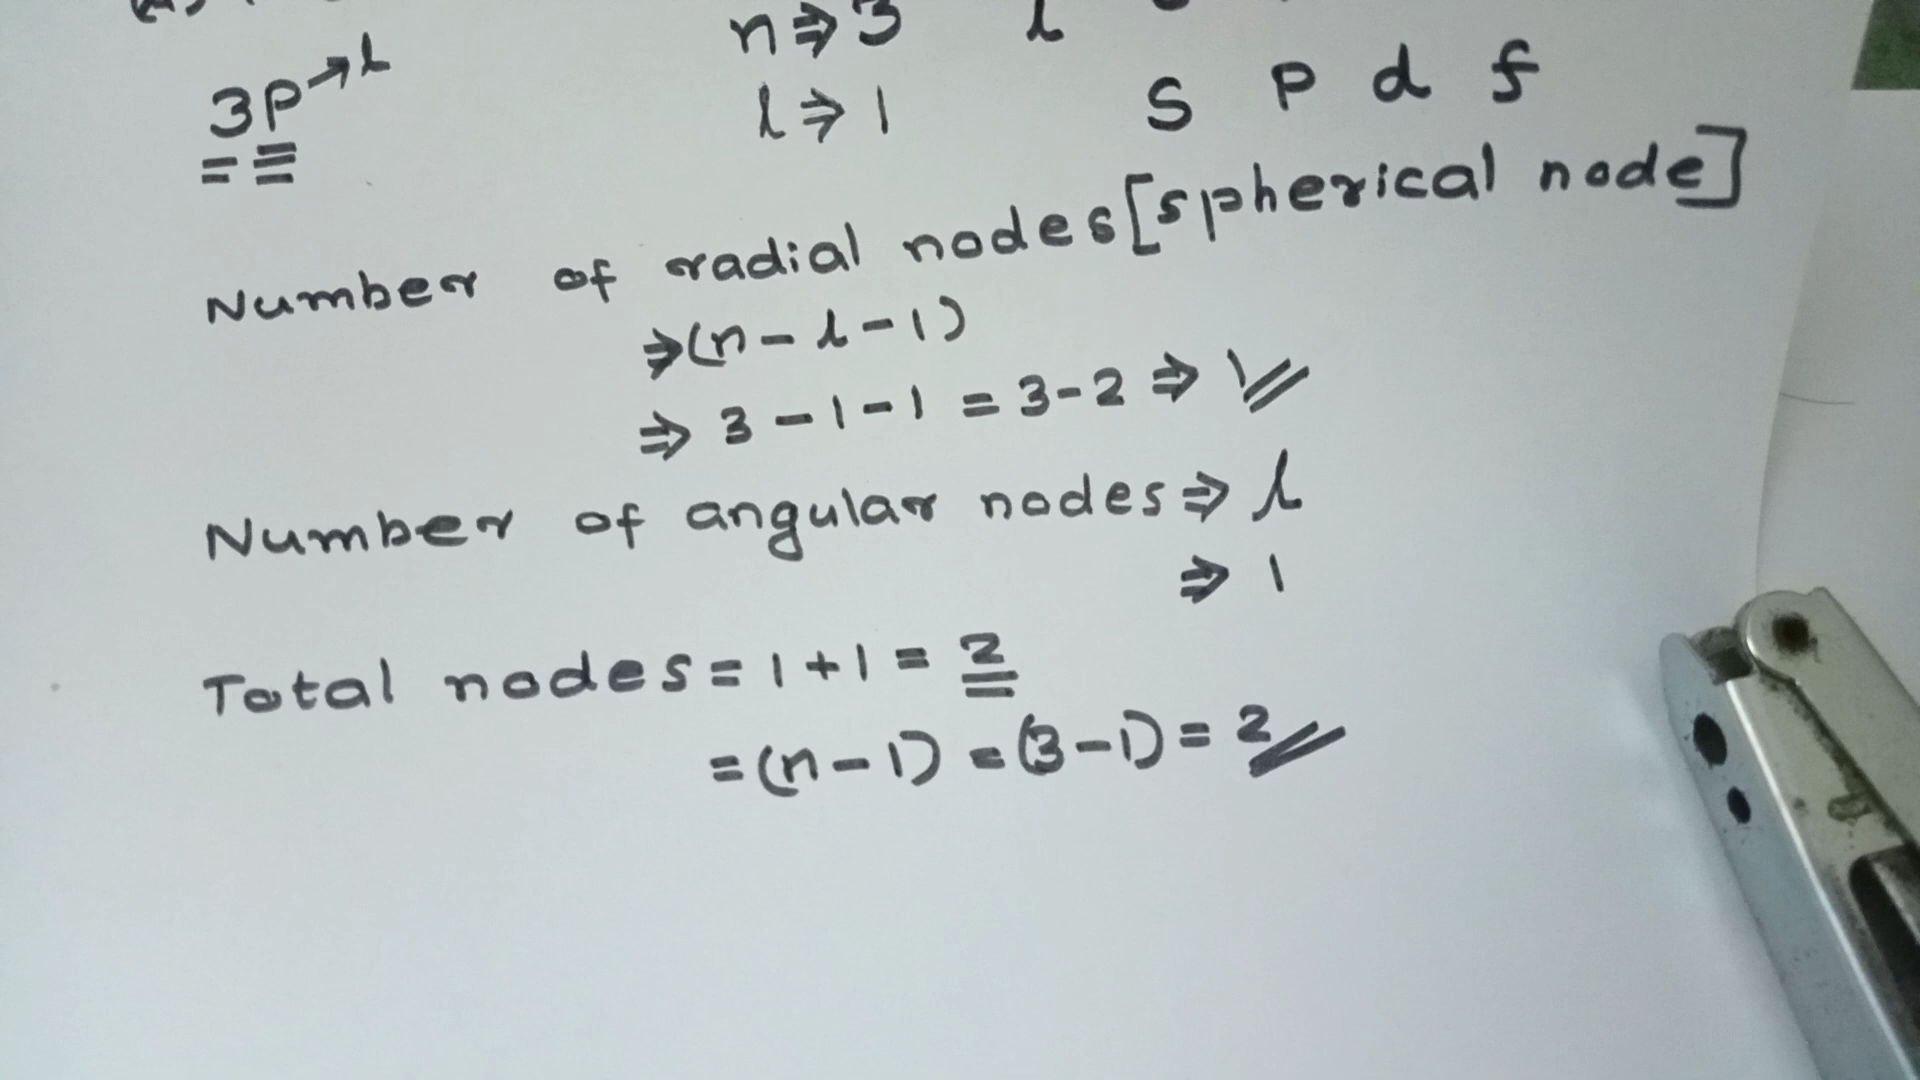 n ⇒ 3 l
3P → l
l ⇒ 1 S P d f
Number of radial nodes [spherical node]
⇒ (n - l - 1)
⇒ 3 - 1 - 1 = 3 - 2 ⇒ 1
Number of angular nodes ⇒ l
⇒ 1
Total nodes = 1 + 1 = 2
= (n - 1) = (3 - 1) = 2